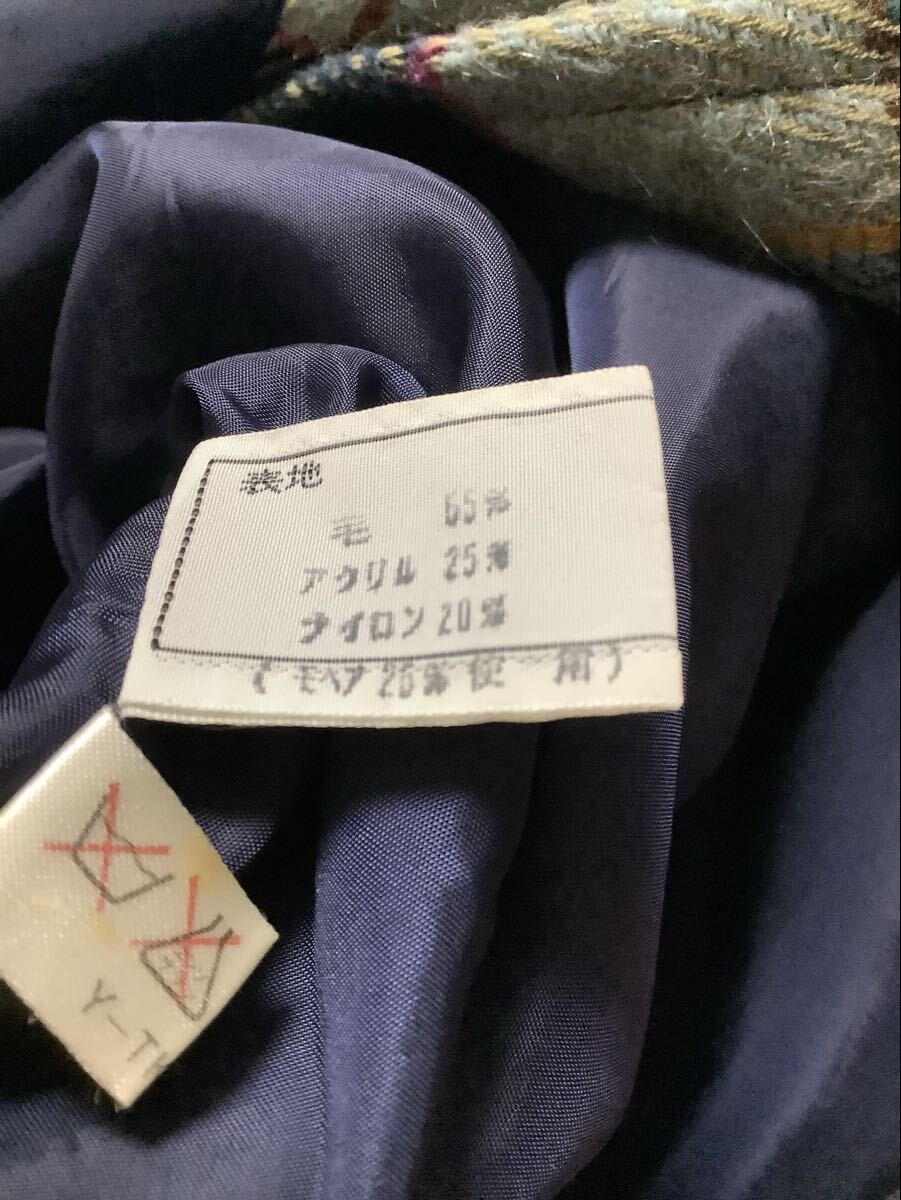 表地
毛 55%
アクリル 25%
ナイロン 20%
( モヘア 25% 使 用 )
Y-T